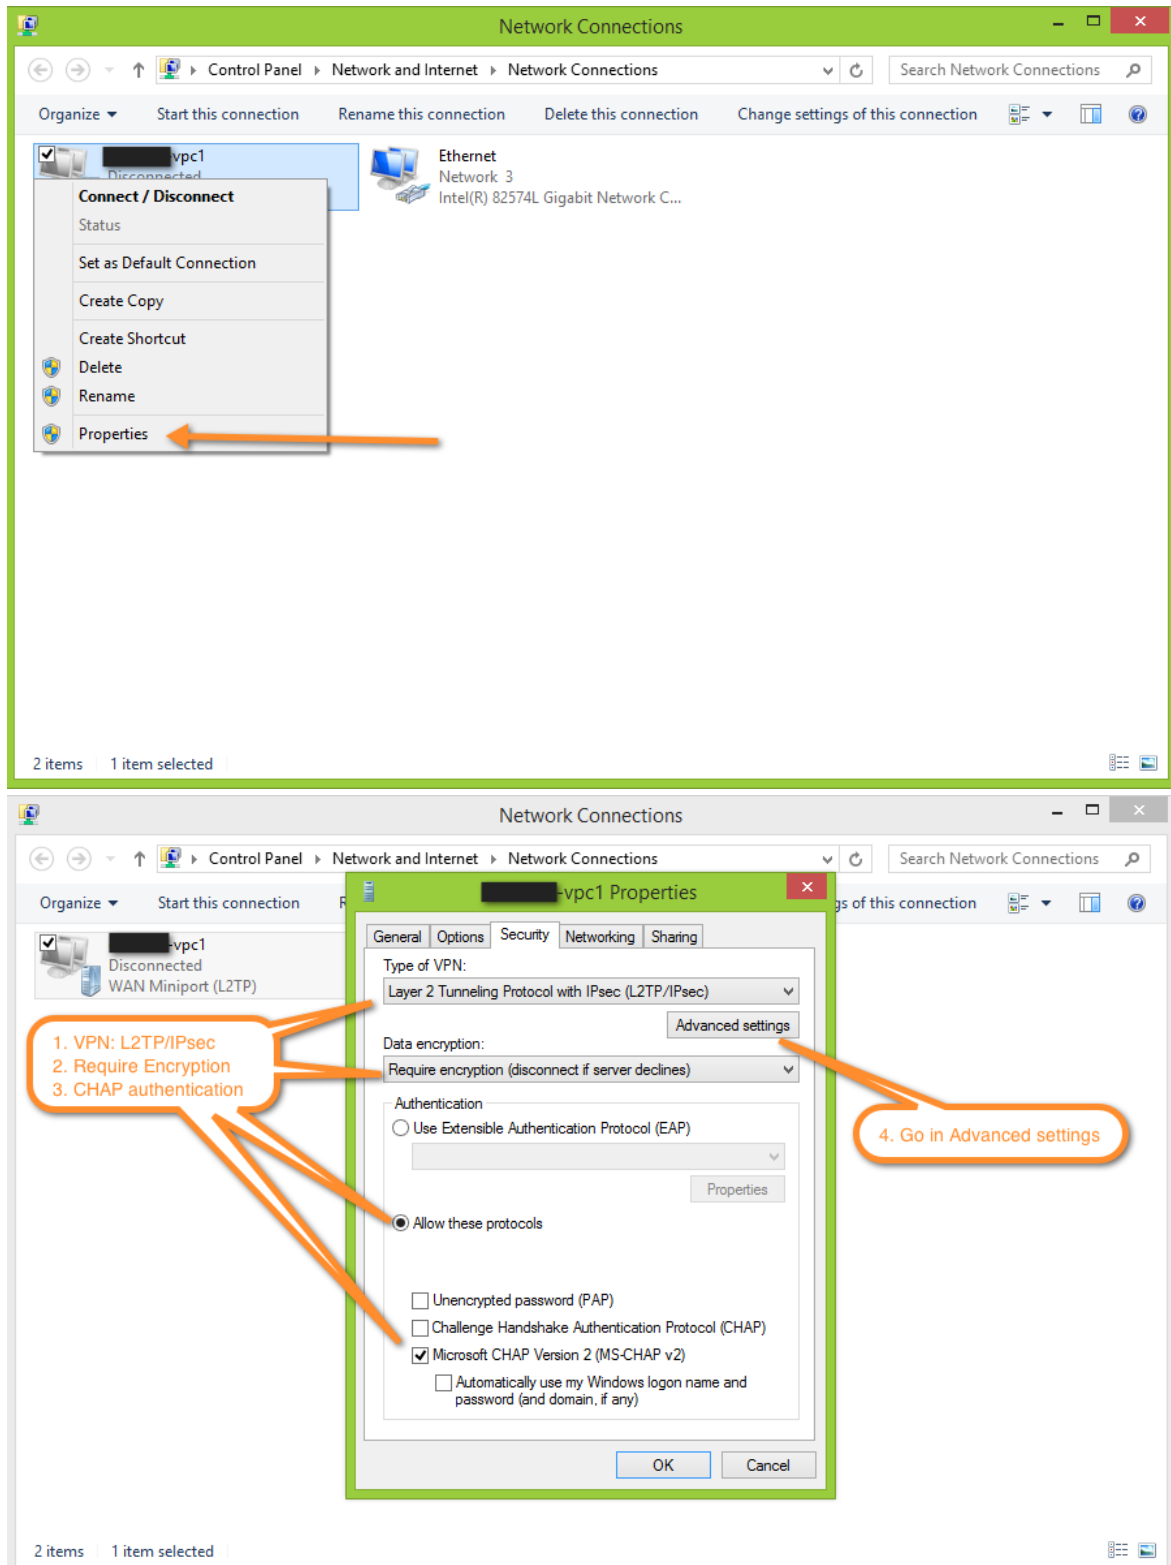 Network Connections
Control Panel Network and Internet Network Connections
Search Network Connections
Organize Start this connection Rename this connection Delete this connection Change settings of this connection
-vpc1
Disconnected
Ethernet
Network 3
Intel(R) 82574L Gigabit Network C...
Connect / Disconnect
Status
Set as Default Connection
Create Copy
Create Shortcut
Delete
Rename
Properties
2 items 1 item selected
Network Connections
Control Panel Network and Internet Network Connections
Search Network Connections
Organize Start this connection R gs of this connection
-vpc1
Disconnected
WAN Miniport (L2TP)
-vpc1 Properties
General Options Security Networking Sharing
Type of VPN:
Layer 2 Tunneling Protocol with IPsec (L2TP/IPsec)
Advanced settings
Data encryption:
Require encryption (disconnect if server declines)
Authentication
Use Extensible Authentication Protocol (EAP)
Properties
Allow these protocols
Unencrypted password (PAP)
Challenge Handshake Authentication Protocol (CHAP)
Microsoft CHAP Version 2 (MS-CHAP v2)
Automatically use my Windows logon name and
password (and domain, if any)
OK Cancel
1. VPN: L2TP/IPsec
2. Require Encryption
3. CHAP authentication
4. Go in Advanced settings
2 items 1 item selected